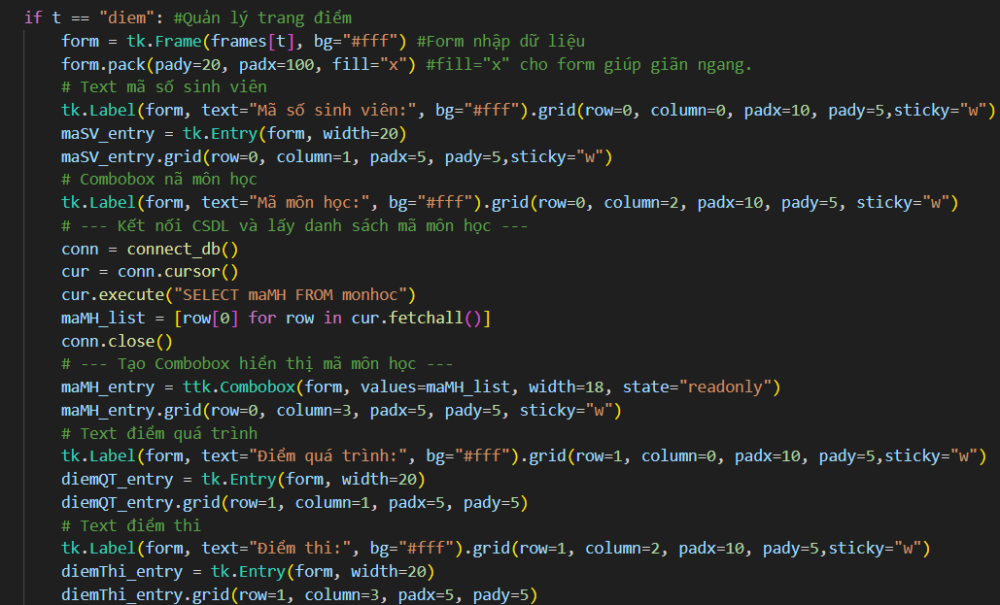 if t == "diem": #Quản lý trang điểm
    form = tk.Frame(frames[t], bg="#fff") #Form nhập dữ liệu
    form.pack(pady=20, padx=100, fill="x") #fill="x" cho form giúp giãn ngang.
    # Text mã số sinh viên
    tk.Label(form, text="Mã số sinh viên:", bg="#fff").grid(row=0, column=0, padx=10, pady=5,sticky="w")
    maSV_entry = tk.Entry(form, width=20)
    maSV_entry.grid(row=0, column=1, padx=5, pady=5,sticky="w")
    # Combobox nã môn học
    tk.Label(form, text="Mã môn học:", bg="#fff").grid(row=0, column=2, padx=10, pady=5, sticky="w")
    # --- Kết nối CSDL và lấy danh sách mã môn học ---
    conn = connect_db()
    cur = conn.cursor()
    cur.execute("SELECT maMH FROM monhoc")
    maMH_list = [row[0] for row in cur.fetchall()]
    conn.close()
    # --- Tạo Combobox hiển thị mã môn học ---
    maMH_entry = ttk.Combobox(form, values=maMH_list, width=18, state="readonly")
    maMH_entry.grid(row=0, column=3, padx=5, pady=5, sticky="w")
    # Text điểm quá trình
    tk.Label(form, text="Điểm quá trình:", bg="#fff").grid(row=1, column=0, padx=10, pady=5,sticky="w")
    diemQT_entry = tk.Entry(form, width=20)
    diemQT_entry.grid(row=1, column=1, padx=5, pady=5)
    # Text điểm thi
    tk.Label(form, text="Điểm thi:", bg="#fff").grid(row=1, column=2, padx=10, pady=5,sticky="w")
    diemThi_entry = tk.Entry(form, width=20)
    diemThi_entry.grid(row=1, column=3, padx=5, pady=5)